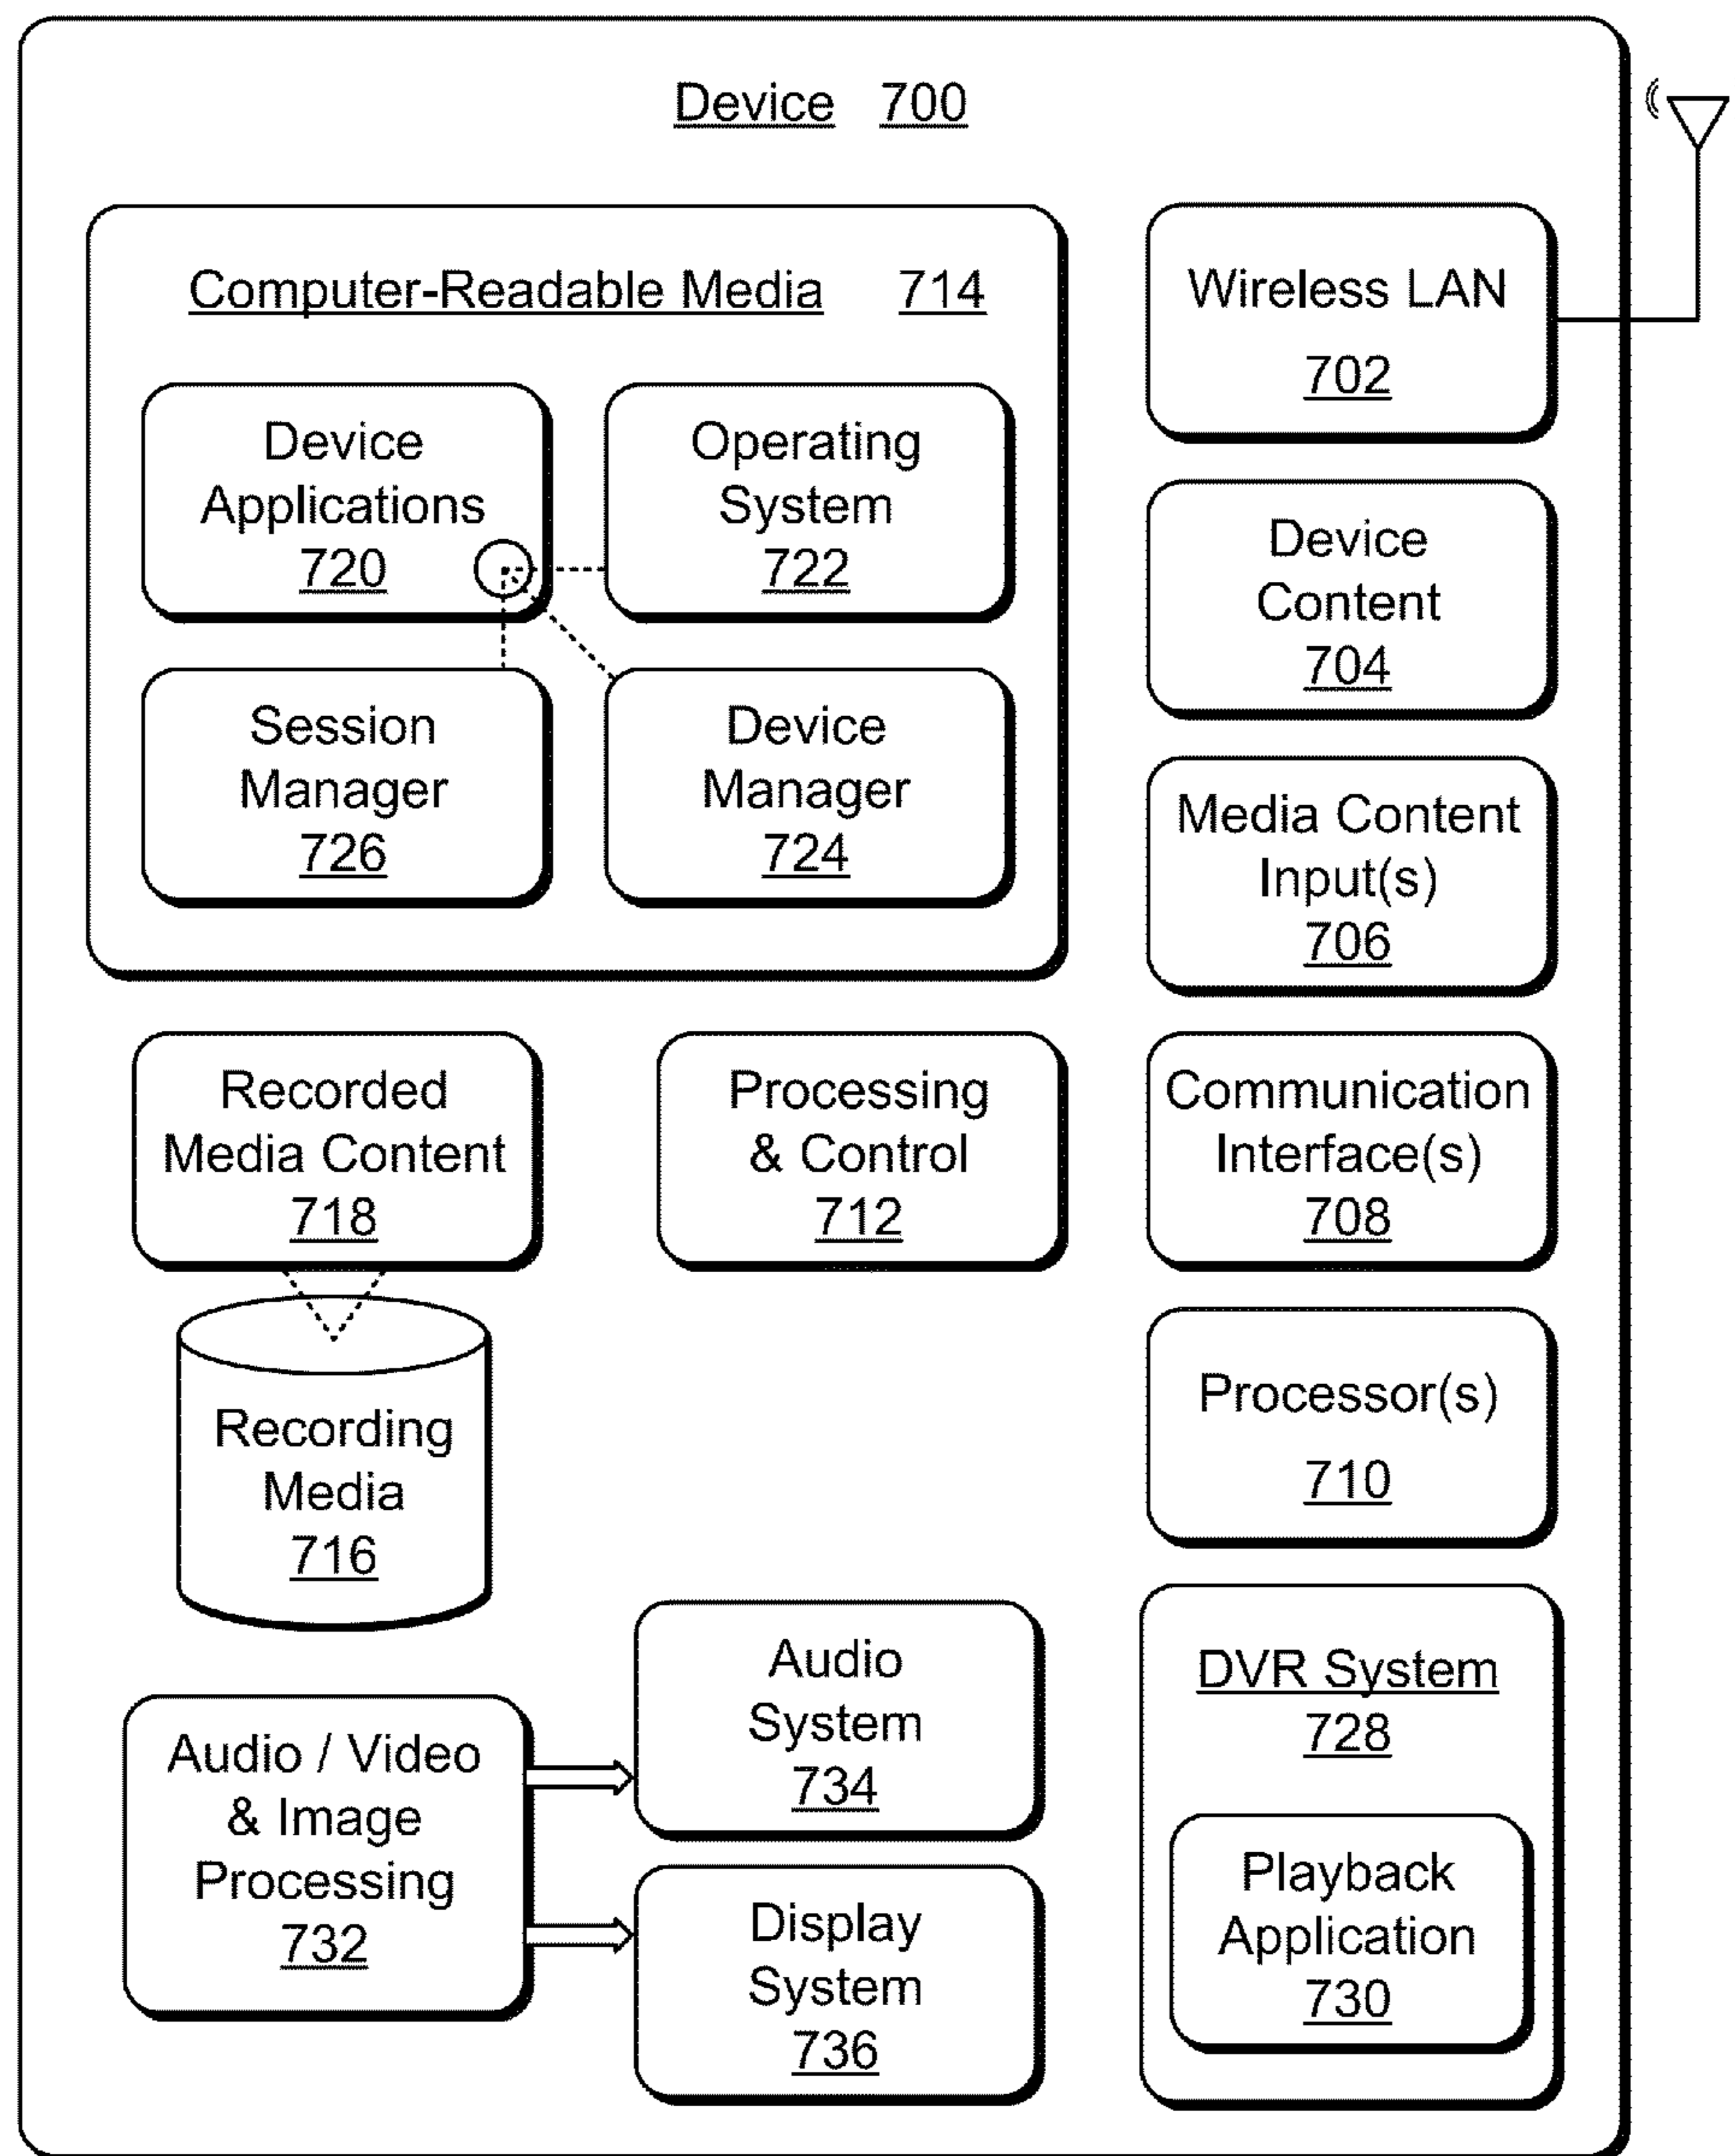 Device 700
Computer-Readable Media 714
Device
Applications
720
Operating
System
722
Session
Manager
726
Device
Manager
724
Wireless LAN
702
Device
Content
704
Media Content
Input(s)
706
Recorded
Media Content
718
Processing
& Control
712
Communication
Interface(s)
708
Recording
Media
716
Processor(s)
710
Audio / Video
& Image
Processing
732
Audio
System
734
Display
System
736
DVR System
728
Playback
Application
730